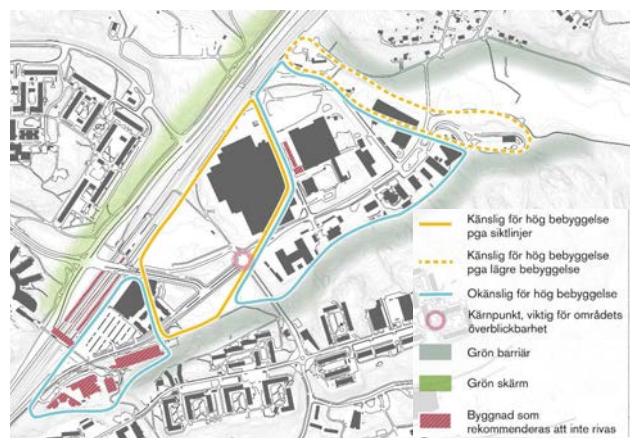 Känslig för hög bebyggelse
pga siktlinjer
Känslig för hög bebyggelse
pga lägre bebyggelse
Okänslig för hög bebyggelse
Kärnpunkt, viktig för områdets
överblickbarhet
Grön barriär
Grön skärm
Byggnad som
rekommenderas att inte rivas